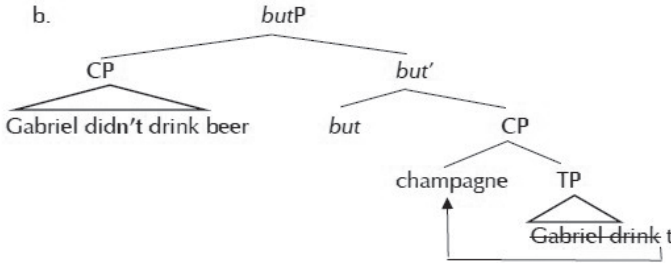 b. butP
CP but'
Gabriel didn't drink beer but CP
champagne TP
Gabriel drink t